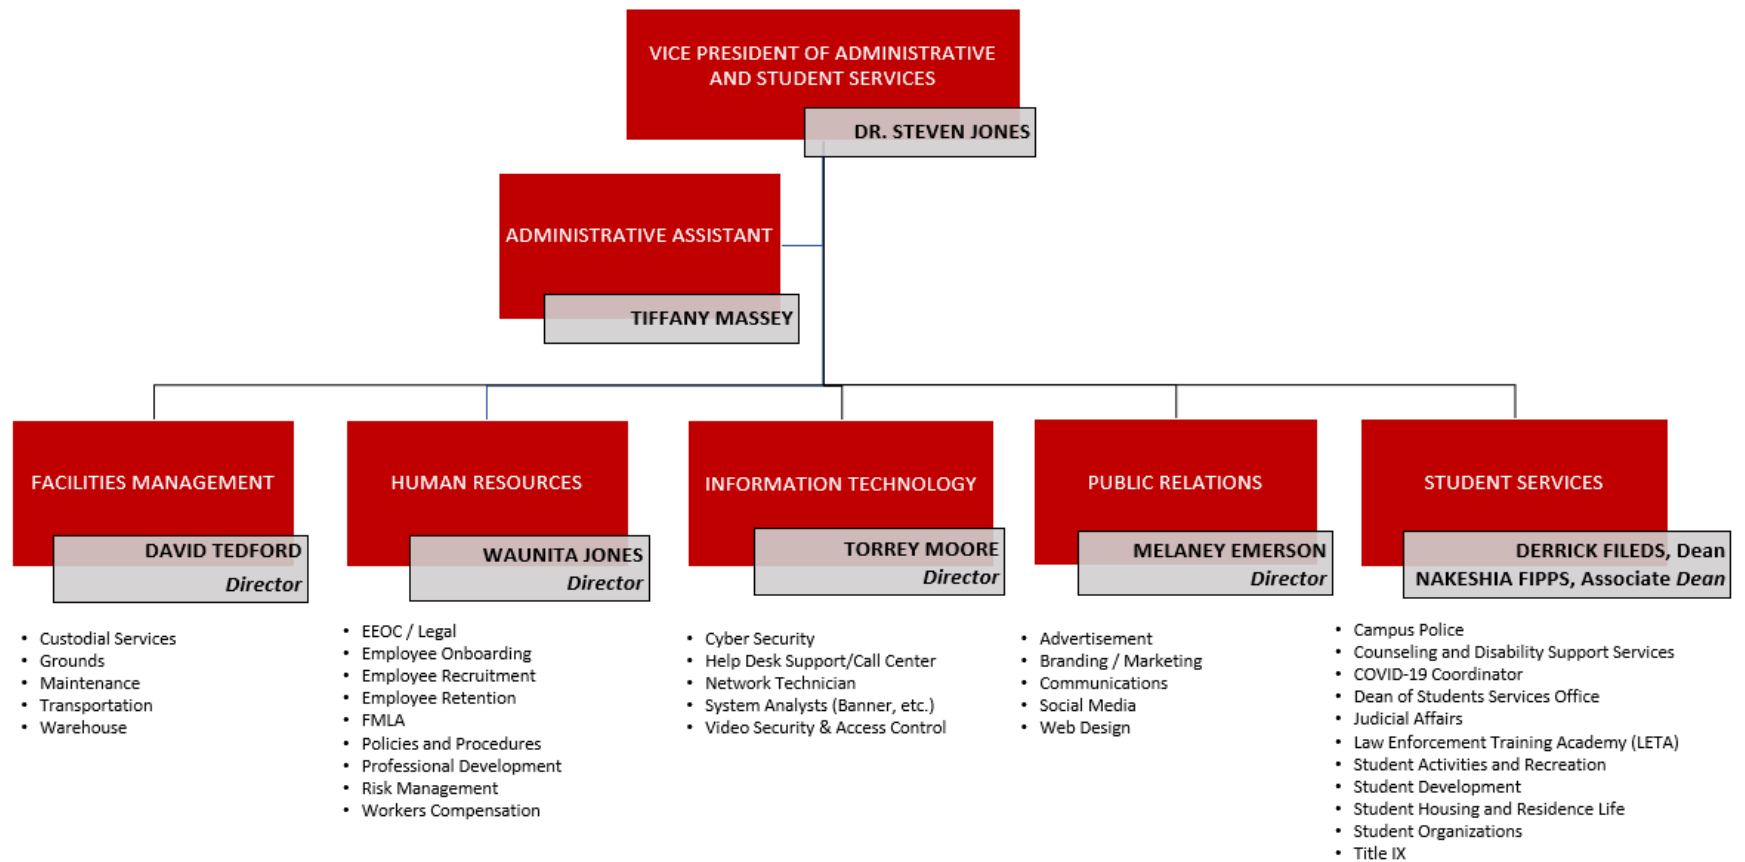 VICE PRESIDENT OF ADMINISTRATIVE
AND STUDENT SERVICES
DR. STEVEN JONES
ADMINISTRATIVE ASSISTANT
TIFFANY MASSEY
FACILITIES MANAGEMENT
DAVID TEDFORD
Director
• Custodial Services
• Grounds
• Maintenance
• Transportation
• Warehouse
HUMAN RESOURCES
WAUNITA JONES
Director
• EEOC / Legal
• Employee Onboarding
• Employee Recruitment
• Employee Retention
• FMLA
• Policies and Procedures
• Professional Development
• Risk Management
• Workers Compensation
INFORMATION TECHNOLOGY
TORREY MOORE
Director
• Cyber Security
• Help Desk Support/Call Center
• Network Technician
• System Analysts (Banner, etc.)
• Video Security & Access Control
PUBLIC RELATIONS
MELANEY EMERSON
Director
• Advertisement
• Branding / Marketing
• Communications
• Social Media
• Web Design
STUDENT SERVICES
DERRICK FILEDS, Dean
NAKESHIA FIPPS, Associate Dean
• Campus Police
• Counseling and Disability Support Services
• COVID-19 Coordinator
• Dean of Students Services Office
• Judicial Affairs
• Law Enforcement Training Academy (LETA)
• Student Activities and Recreation
• Student Development
• Student Housing and Residence Life
• Student Organizations
• Title IX